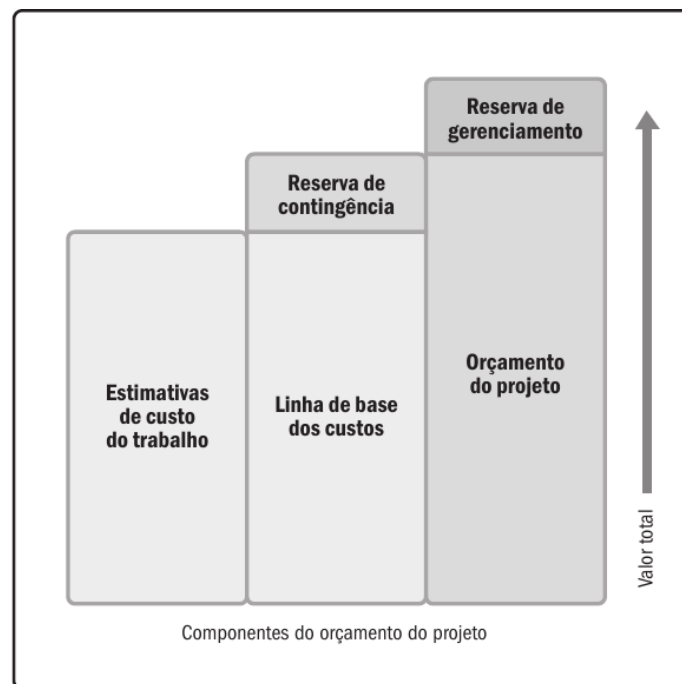 Reserva de
gerenciamento
Reserva de
contingência
Estimativas
de custo
do trabalho
Linha de base
dos custos
Orçamento
do projeto
Valor total
Componentes do orçamento do projeto